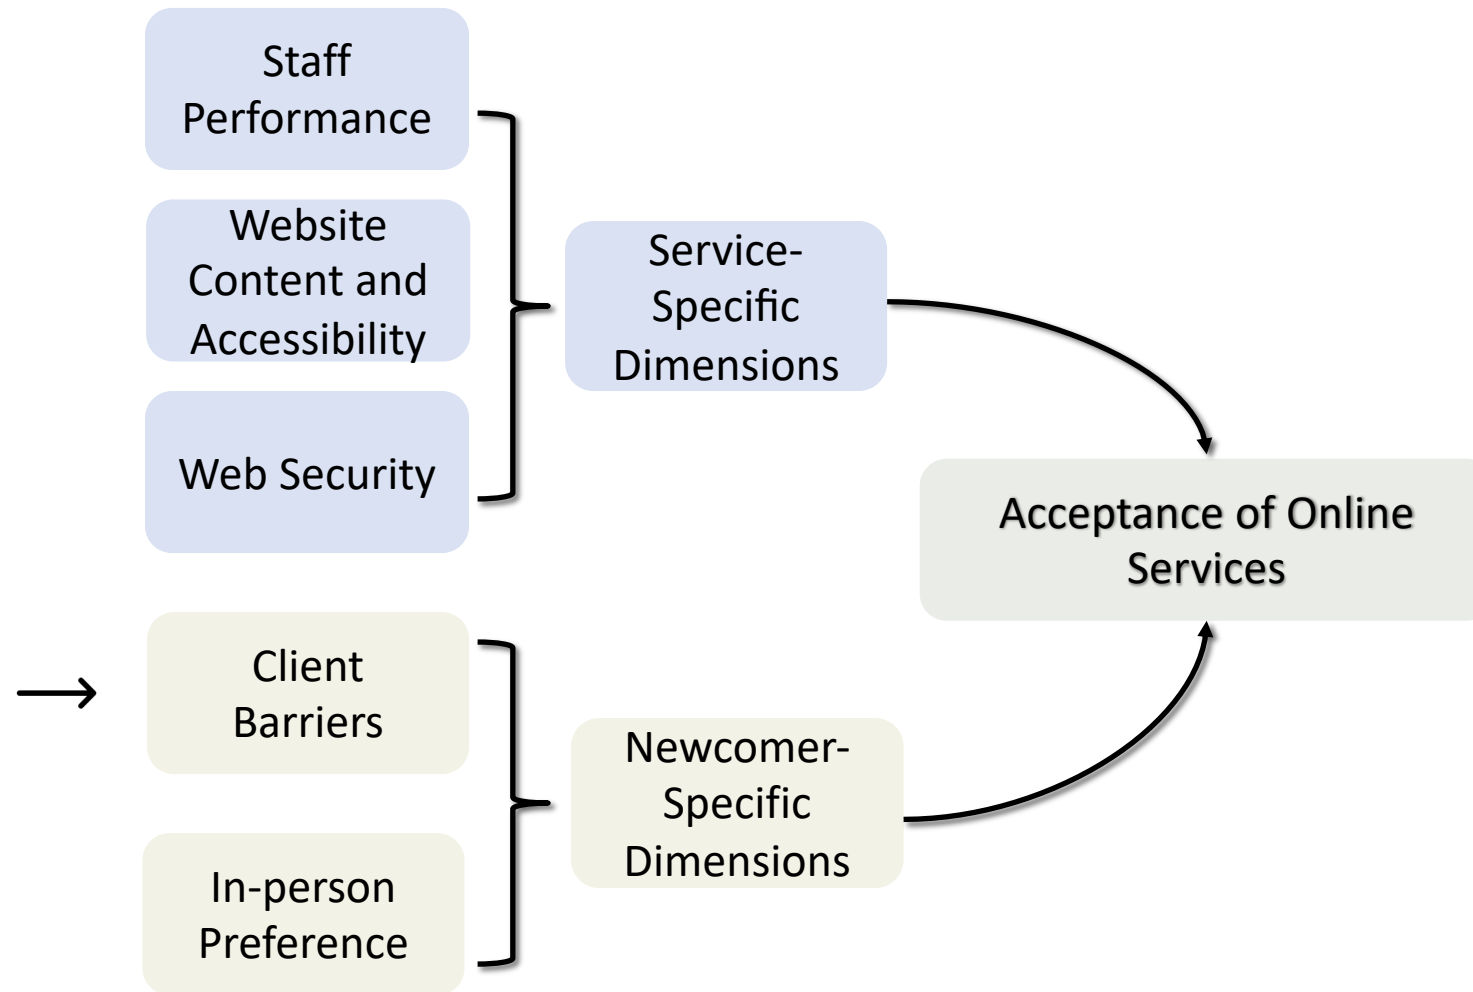 Staff
Performance
Website
Content and
Accessibility
Web Security
Service-
Specific
Dimensions
Acceptance of Online
Services
Client
Barriers
In-person
Preference
Newcomer-
Specific
Dimensions